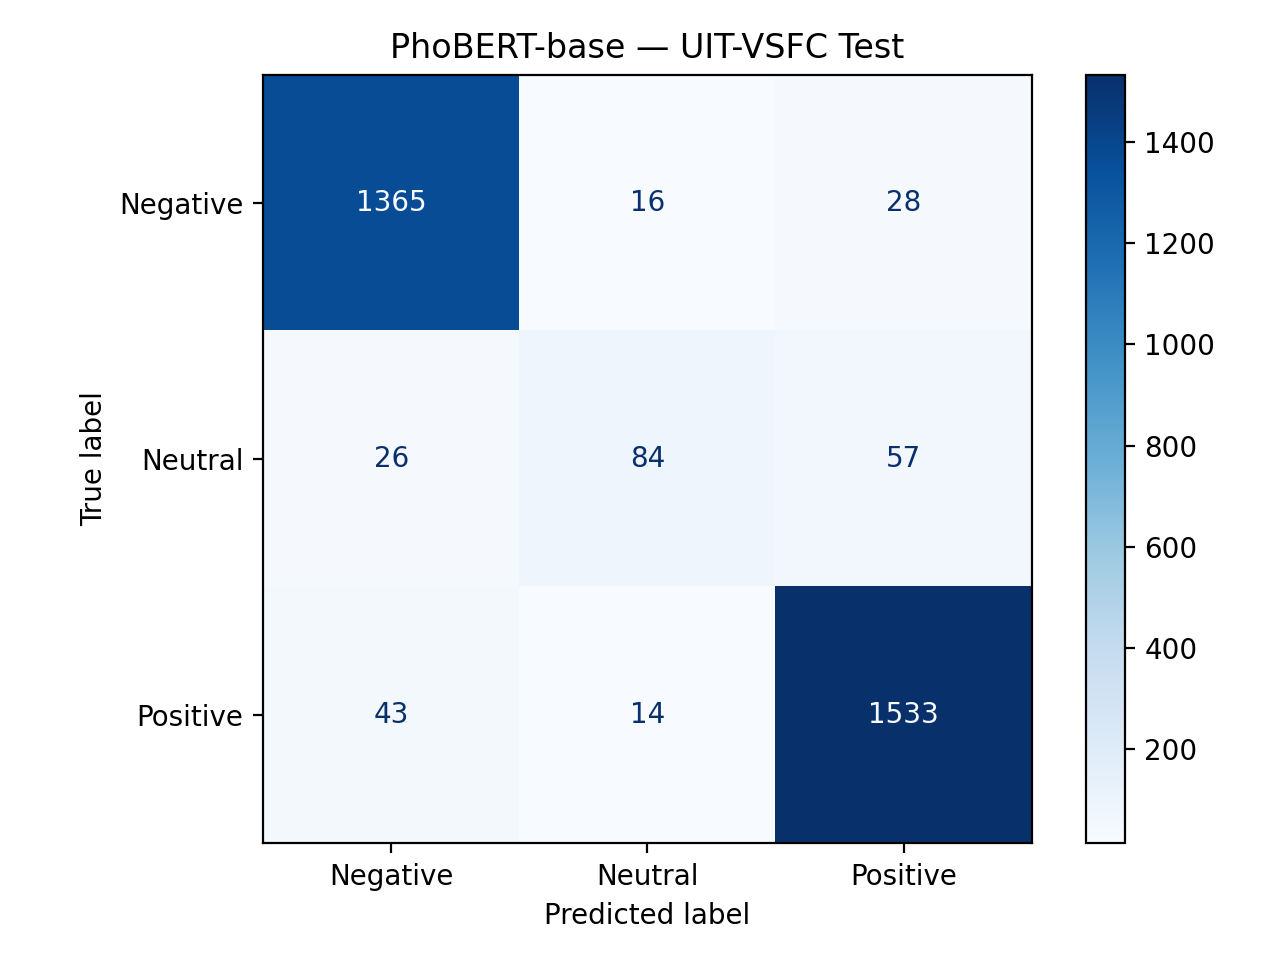 PhoBERT-base — UIT-VSFC Test
Negative 1365 16 28
Neutral 26 84 57
Positive 43 14 1533
Negative Neutral Positive
Predicted label
True label
1400
1200
1000
800
600
400
200